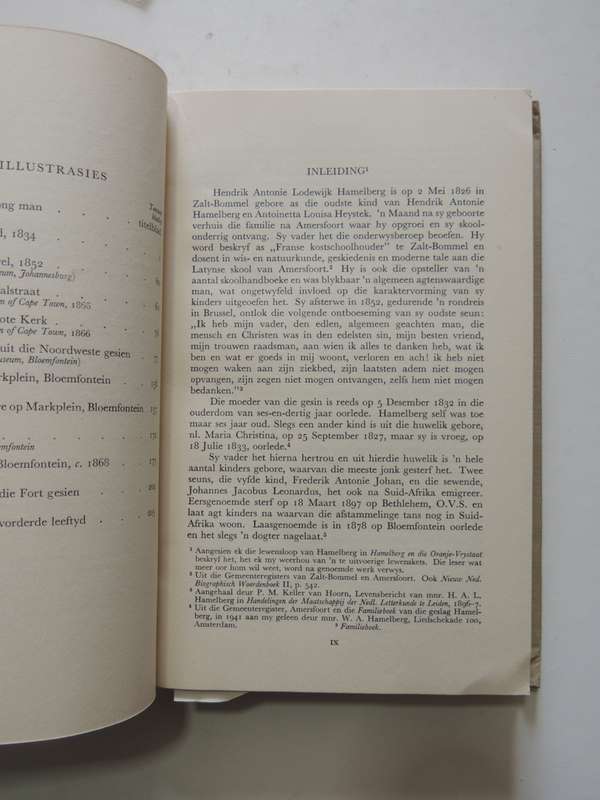 ILLUSTRASIES
ong man
titelblad
l, 1834
el, 1852
eum, Johannesburg)
alstraat
n of Cape Town, 1865
ote Kerk
n of Cape Town, 1866
uit die Noordweste gesien
useum, Bloemfontein)
rkplein, Bloemfontein
e op Markplein, Bloemfontein
emfontein
Bloemfontein, c. 1868
die Fort gesien
vorderde leeftyd
INLEIDING¹
Hendrik Antonie Lodewijk Hamelberg is op 2 Mei 1826 in
Zalt-Bommel gebore as die oudste kind van Hendrik Antonie
Hamelberg en Antoinetta Louisa Heystek. 'n Maand na sy geboorte
verhuis die familie na Amersfoort waar hy opgroei en sy skool-
onderrig ontvang. Sy vader het die onderwysberoep beoefen. Hy
word beskryf as „Franse kostschoolhouder" te Zalt-Bommel en
dosent in wis- en natuurkunde, geskiedenis en moderne tale aan die
Latynse skool van Amersfoort.² Hy is ook die opsteller van 'n
aantal skoolhandboeke en was blykbaar 'n algemeen agtenswaardige
man, wat ongetwyfeld invloed op die karaktervorming van sy
kinders uitgeoefen het. Sy afsterwe in 1852, gedurende 'n rondreis
in Brussel, ontlok die volgende ontboeseming van sy oudste seun:
„Ik heb mijn vader, den edlen, algemeen geachten man, die
mensch en Christen was in den edelsten sin, mijn besten vriend,
mijn trouwen raadsman, aan wien ik alles te danken heb, wat ik
ben en wat er goeds in mij woont, verloren en ach! ik heb niet
mogen waken aan zijn ziekbed, zijn laatsten adem niet mogen
opvangen, zijn zegen niet mogen ontvangen, zelfs hem niet mogen
bedanken."³
Die moeder van die gesin is reeds op 5 Desember 1832 in die
ouderdom van ses-en-dertig jaar oorlede. Hamelberg self was toe
maar ses jaar oud. Slegs een ander kind is uit die huwelik gebore,
nl. Maria Christina, op 25 September 1827, maar sy is vroeg, op
18 Julie 1833, oorlede.⁴
Sy vader het hierna hertrou en uit hierdie huwelik is 'n hele
aantal kinders gebore, waarvan die meeste jonk gesterf het. Twee
seuns, die vyfde kind, Frederik Antonie Johan, en die sewende,
Johannes Jacobus Leonardus, het ook na Suid-Afrika emigreer.
Eersgenoemde sterf op 18 Maart 1897 op Bethlehem, O.V.S. en
laat agt kinders na waarvan die afstammelinge tans nog in Suid-
Afrika woon. Laasgenoemde is in 1878 op Bloemfontein oorlede
en het slegs 'n dogter nagelaat.⁵
¹ Aangesien ek die lewensloop van Hamelberg in Hamelberg en die Oranje-Vrystaat
beskryf het, het ek my weerhou van 'n te uitvoerige lewenskets. Die leser wat
meer oor hom wil weet, word na genoemde werk verwys.
² Uit die Gemeenteregisters van Zalt-Bommel en Amersfoort. Ook Nieuw Ned.
Biographisch Woordenboek II, p. 542.
³ Aangehaal deur P. M. Keller van Hoorn, Levensbericht van mnr. H. A. L.
Hamelberg in Handelingen der Maatschappij der Nedl. Letterkunde te Leiden, 1896-7.
⁴ Uit die Gemeenteregister, Amersfoort en die Familieboek van die geslag Hamel-
berg, in 1941 aan my geleen deur mnr. W. A. Hamelberg, Liedschekade 100,
Amsterdam. ⁵ Familieboek.
IX